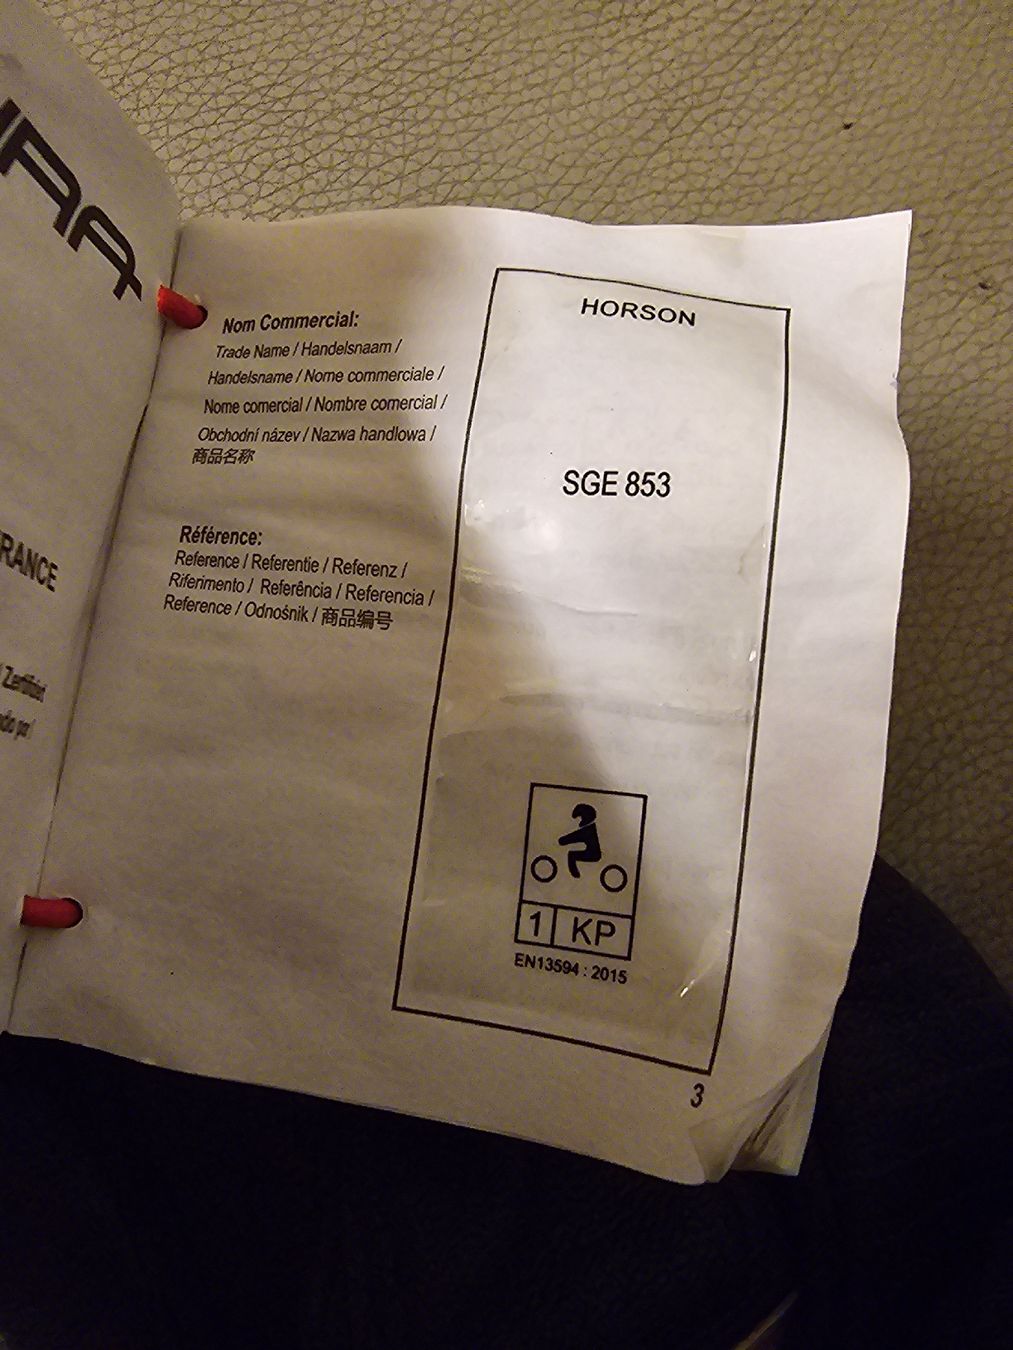 RANCE
Nom Commercial:
Trade Name / Handelsnaam /
Handelsname / Nome commerciale /
Nome comercial / Nombre comercial /
Obchodní název / Nazwa handlowa /
商品名称
Référence:
Reference / Referentie / Referenz /
Riferimento / Referência / Referencia /
Reference / Odnośnik / 商品编号
HORSON
SGE 853
1 KP
EN13594 : 2015
3